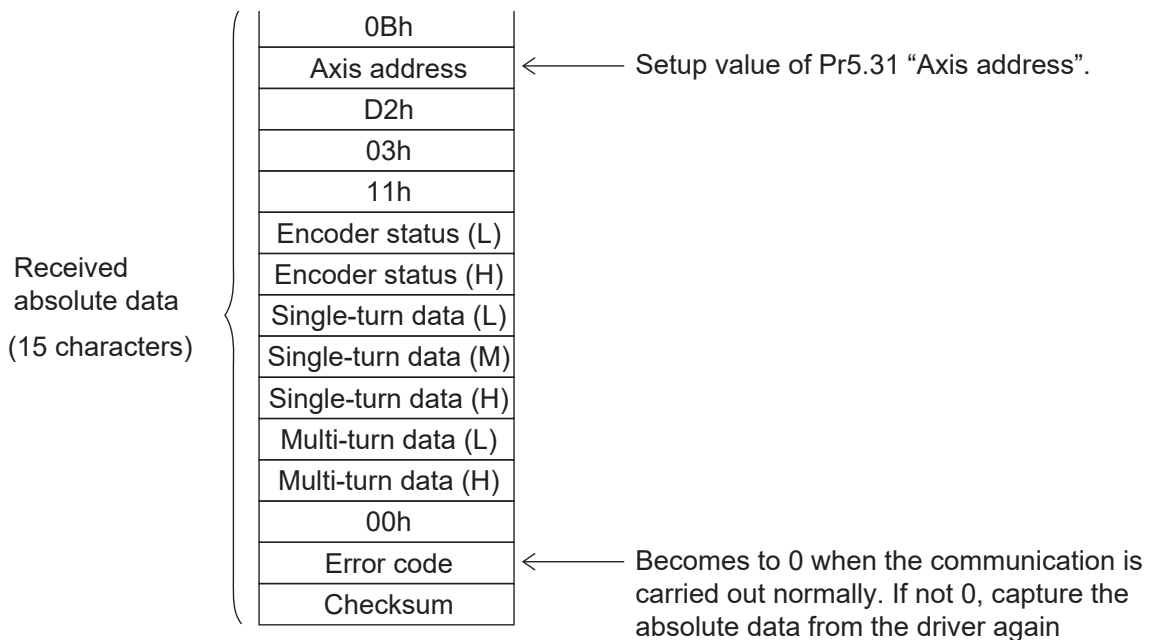 0Bh
Axis address
Setup value of Pr5.31 “Axis address”.
D2h
03h
11h
Encoder status (L)
Encoder status (H)
Received
absolute data
(15 characters)
Single-turn data (L)
Single-turn data (M)
Single-turn data (H)
Multi-turn data (L)
Multi-turn data (H)
00h
Error code
Becomes to 0 when the communication is
carried out normally. If not 0, capture the
absolute data from the driver again
Checksum